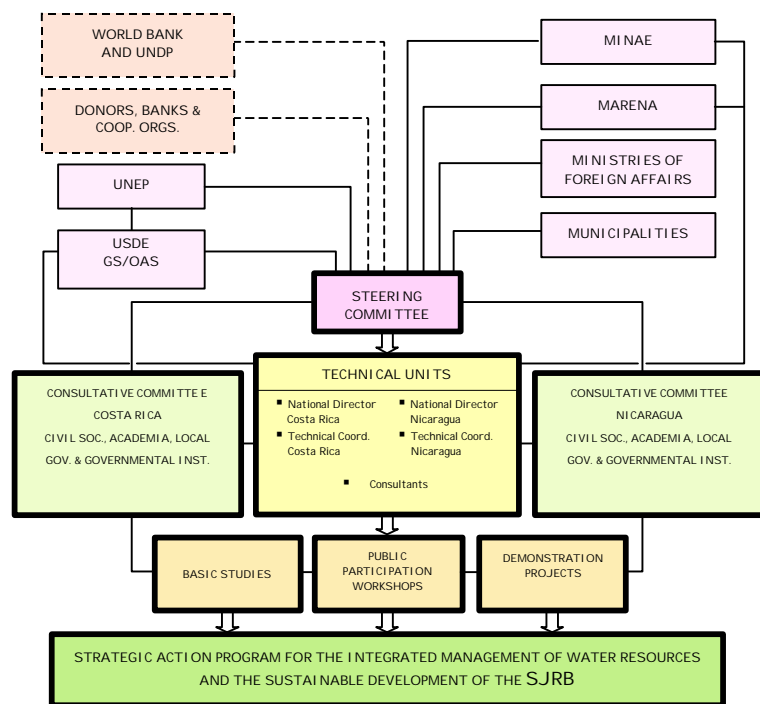 WORLD BANK
AND UNDP
DONORS, BANKS &
COOP. ORGS.
UNEP
USDE
GS/OAS
MINAE
MARENA
MINISTRIES OF
FOREIGN AFFAIRS
MUNICIPALITIES
STEERING
COMMITTEE
TECHNICAL UNITS
▪ National Director
Costa Rica
▪ Technical Coord.
Costa Rica
▪ National Director
Nicaragua
▪ Technical Coord.
Nicaragua
▪ Consultants
CONSULTATIVE COMMITTEE
COSTA RICA
CIVIL SOC., ACADEMIA, LOCAL
GOV. & GOVERNMENTAL INST.
CONSULTATIVE COMMITTEE
NICARAGUA
CIVIL SOC., ACADEMIA, LOCAL
GOV. & GOVERNMENTAL INST.
BASIC STUDIES
PUBLIC
PARTICIPATION
WORKSHOPS
DEMONSTRATION
PROJECTS
STRATEGIC ACTION PROGRAM FOR THE INTEGRATED MANAGEMENT OF WATER RESOURCES
AND THE SUSTAINABLE DEVELOPMENT OF THE SJRB